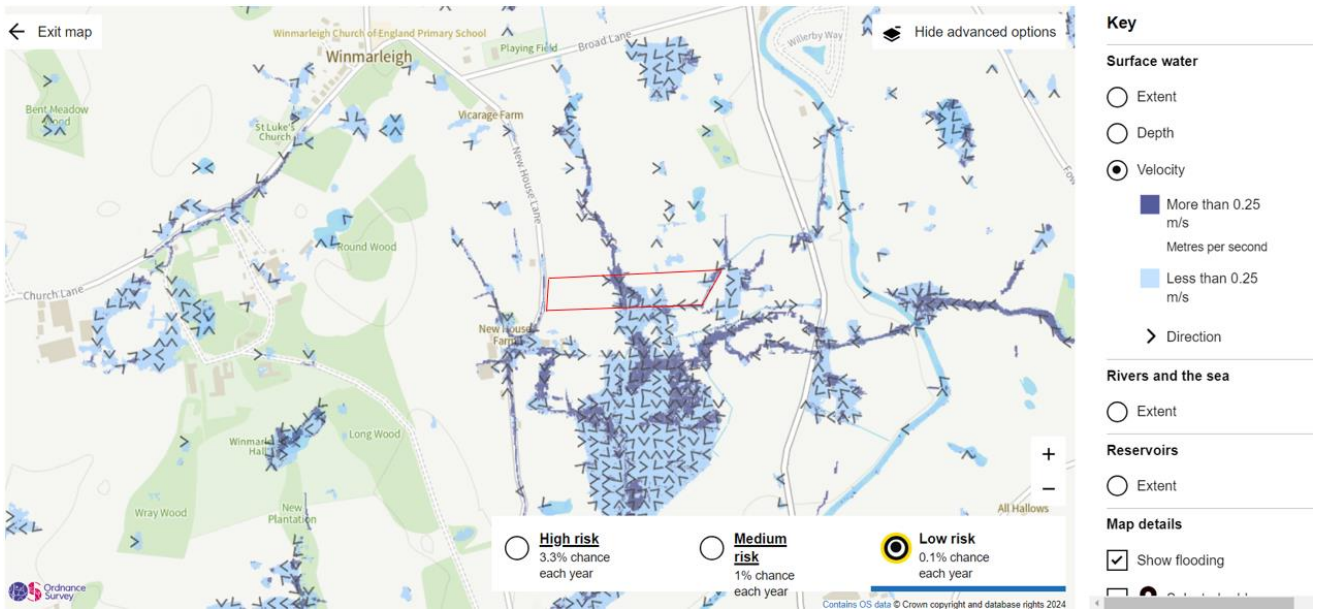 Exit map
Winmarleigh Church of England Primary School
Winmarleigh
Playing Field
Broad Lane
Willerby Way
Hide advanced options
Bent Meadow
Wood
St Luke's
Church
Vicarage Farm
New House Lane
Round Wood
Church Lane
New House
Farm
Winmarleigh
Hall
Long Wood
Wray Wood
New
Plantation
All Hallows
High risk
3.3% chance
each year
Medium
risk
1% chance
each year
Low risk
0.1% chance
each year
Ordnance
Survey
Contains OS data © Crown copyright and database rights 2024
Key
Surface water
Extent
Depth
Velocity
More than 0.25
m/s
Metres per second
Less than 0.25
m/s
Direction
Rivers and the sea
Extent
Reservoirs
Extent
Map details
Show flooding